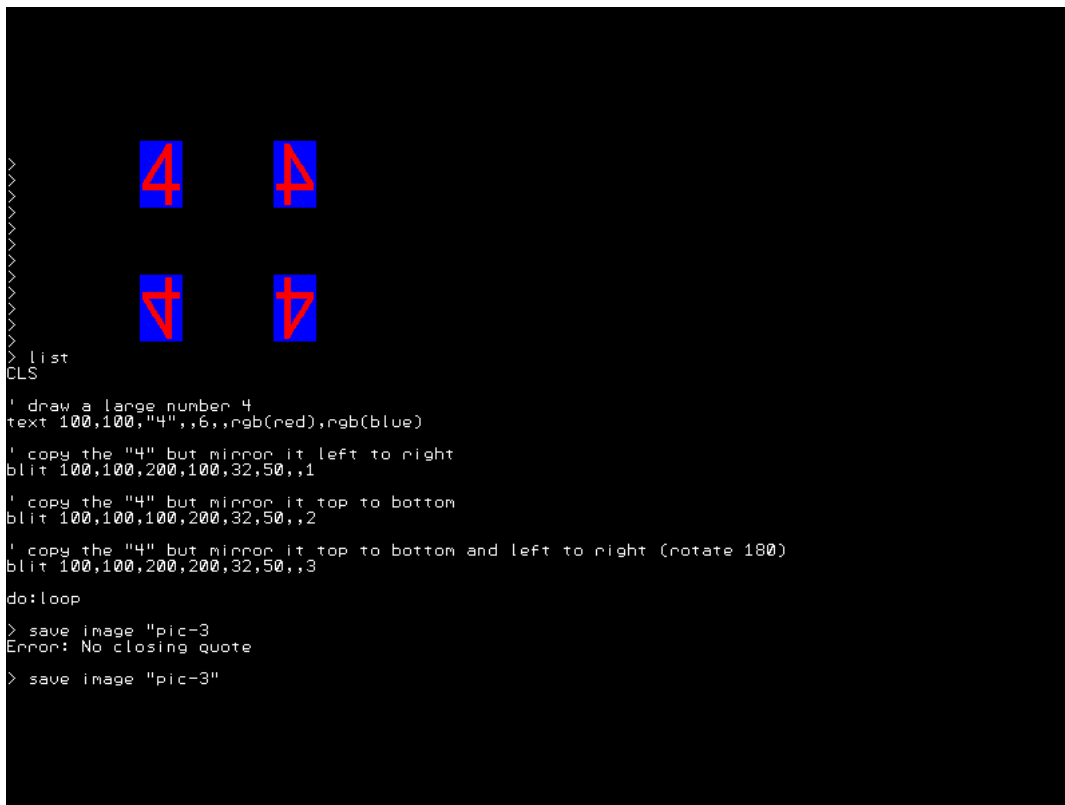 4 4
>
>
>
>
>
>
>
>
4 4
>
>
>
>
> list
CLS
' draw a large number 4
text 100,100,"4",,6,,rgb(red),rgb(blue)
' copy the "4" but mirror it left to right
blit 100,100,200,100,32,50,,1
' copy the "4" but mirror it top to bottom
blit 100,100,100,200,32,50,,2
' copy the "4" but mirror it top to bottom and left to right (rotate 180)
blit 100,100,200,200,32,50,,3
do:loop
> save image "pic-3
Error: No closing quote
> save image "pic-3"